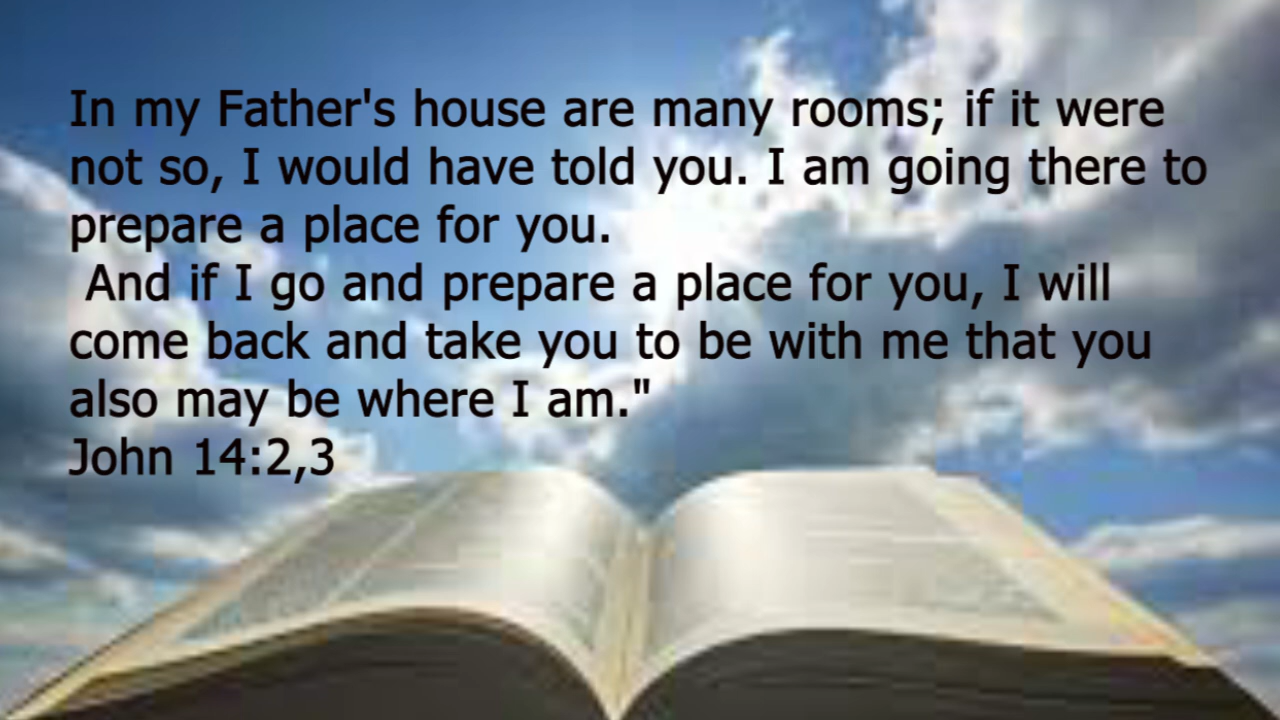 In my Father's house are many rooms; if it were
not so, I would have told you. I am going there to
prepare a place for you.
And if I go and prepare a place for you, I will
come back and take you to be with me that you
also may be where I am."
John 14:2,3